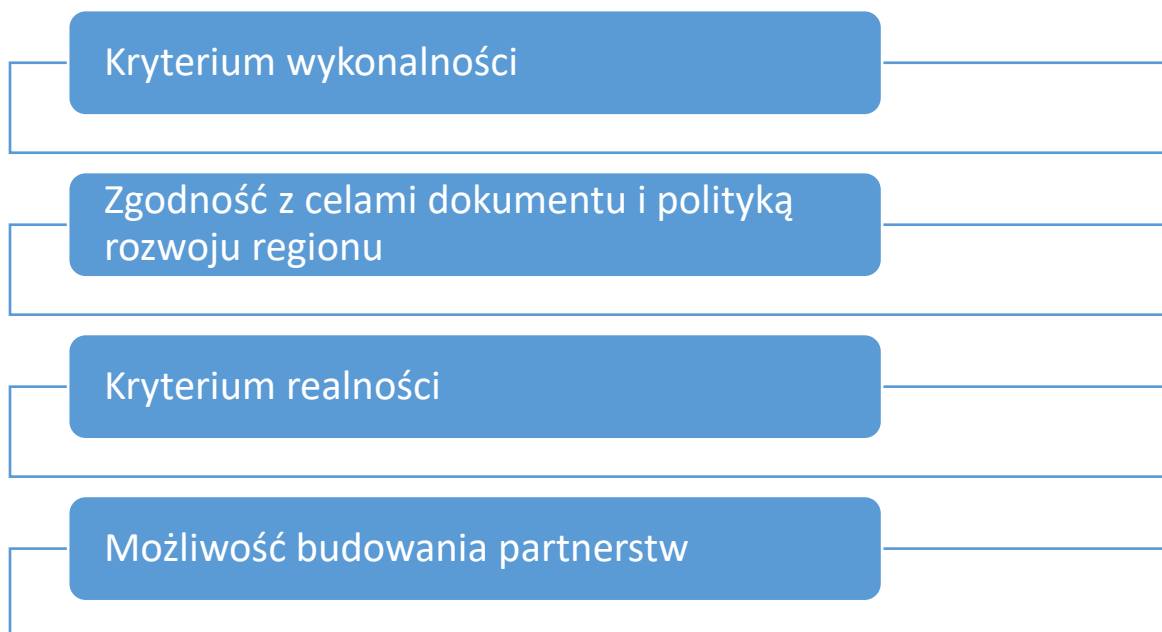 Kryterium wykonalności
Zgodność z celami dokumentu i polityką
rozwoju regionu
Kryterium realności
Możliwość budowania partnerstw